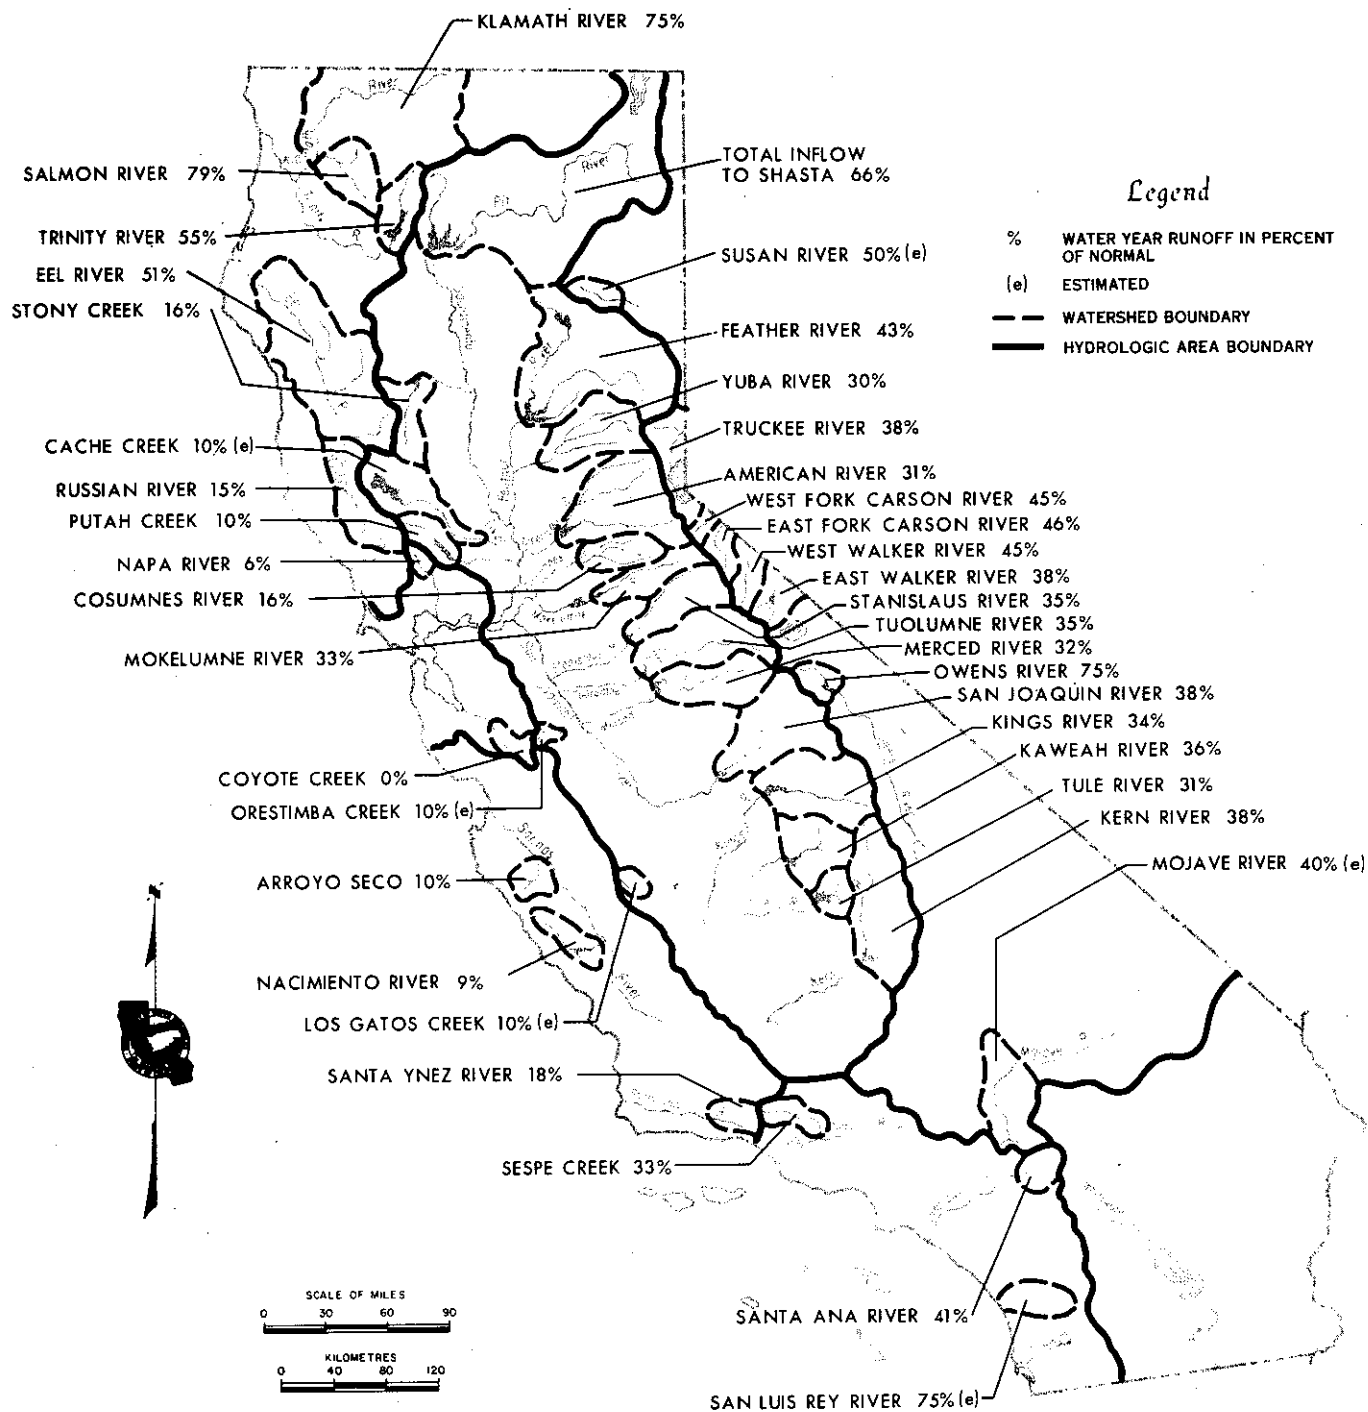 KLAMATH RIVER 75%
River
SALMON RIVER 79%
TOTAL INFLOW
TO SHASTA 66%
River
Pit
Legend
TRINITY RIVER 55%
% WATER YEAR RUNOFF IN PERCENT
OF NORMAL
EEL RIVER 51%
SUSAN RIVER 50% (e)
(e) ESTIMATED
STONY CREEK 16%
WATERSHED BOUNDARY
FEATHER RIVER 43%
HYDROLOGIC AREA BOUNDARY
YUBA RIVER 30%
TRUCKEE RIVER 38%
CACHE CREEK 10% (e)
AMERICAN RIVER 31%
RUSSIAN RIVER 15%
WEST FORK CARSON RIVER 45%
PUTAH CREEK 10%
EAST FORK CARSON RIVER 46%
WEST WALKER RIVER 45%
NAPA RIVER 6%
EAST WALKER RIVER 38%
COSUMNES RIVER 16%
STANISLAUS RIVER 35%
TUOLUMNE RIVER 35%
MOKELUMNE RIVER 33%
MERCED RIVER 32%
OWENS RIVER 75%
SAN JOAQUIN RIVER 38%
KINGS RIVER 34%
KAWEAH RIVER 36%
COYOTE CREEK 0%
TULE RIVER 31%
ORESTIMBA CREEK 10% (e)
KERN RIVER 38%
Salinas
MOJAVE RIVER 40% (e)
ARROYO SECO 10%
NACIMIENTO RIVER 9%
River
Kern
LOS GATOS CREEK 10% (e)
Mojave
SANTA YNEZ RIVER 18%
SESPE CREEK 33%
SCALE OF MILES
0 30 60 90
SANTA ANA RIVER 41%
KILOMETRES
0 40 80 120
SAN LUIS REY RIVER 75% (e)